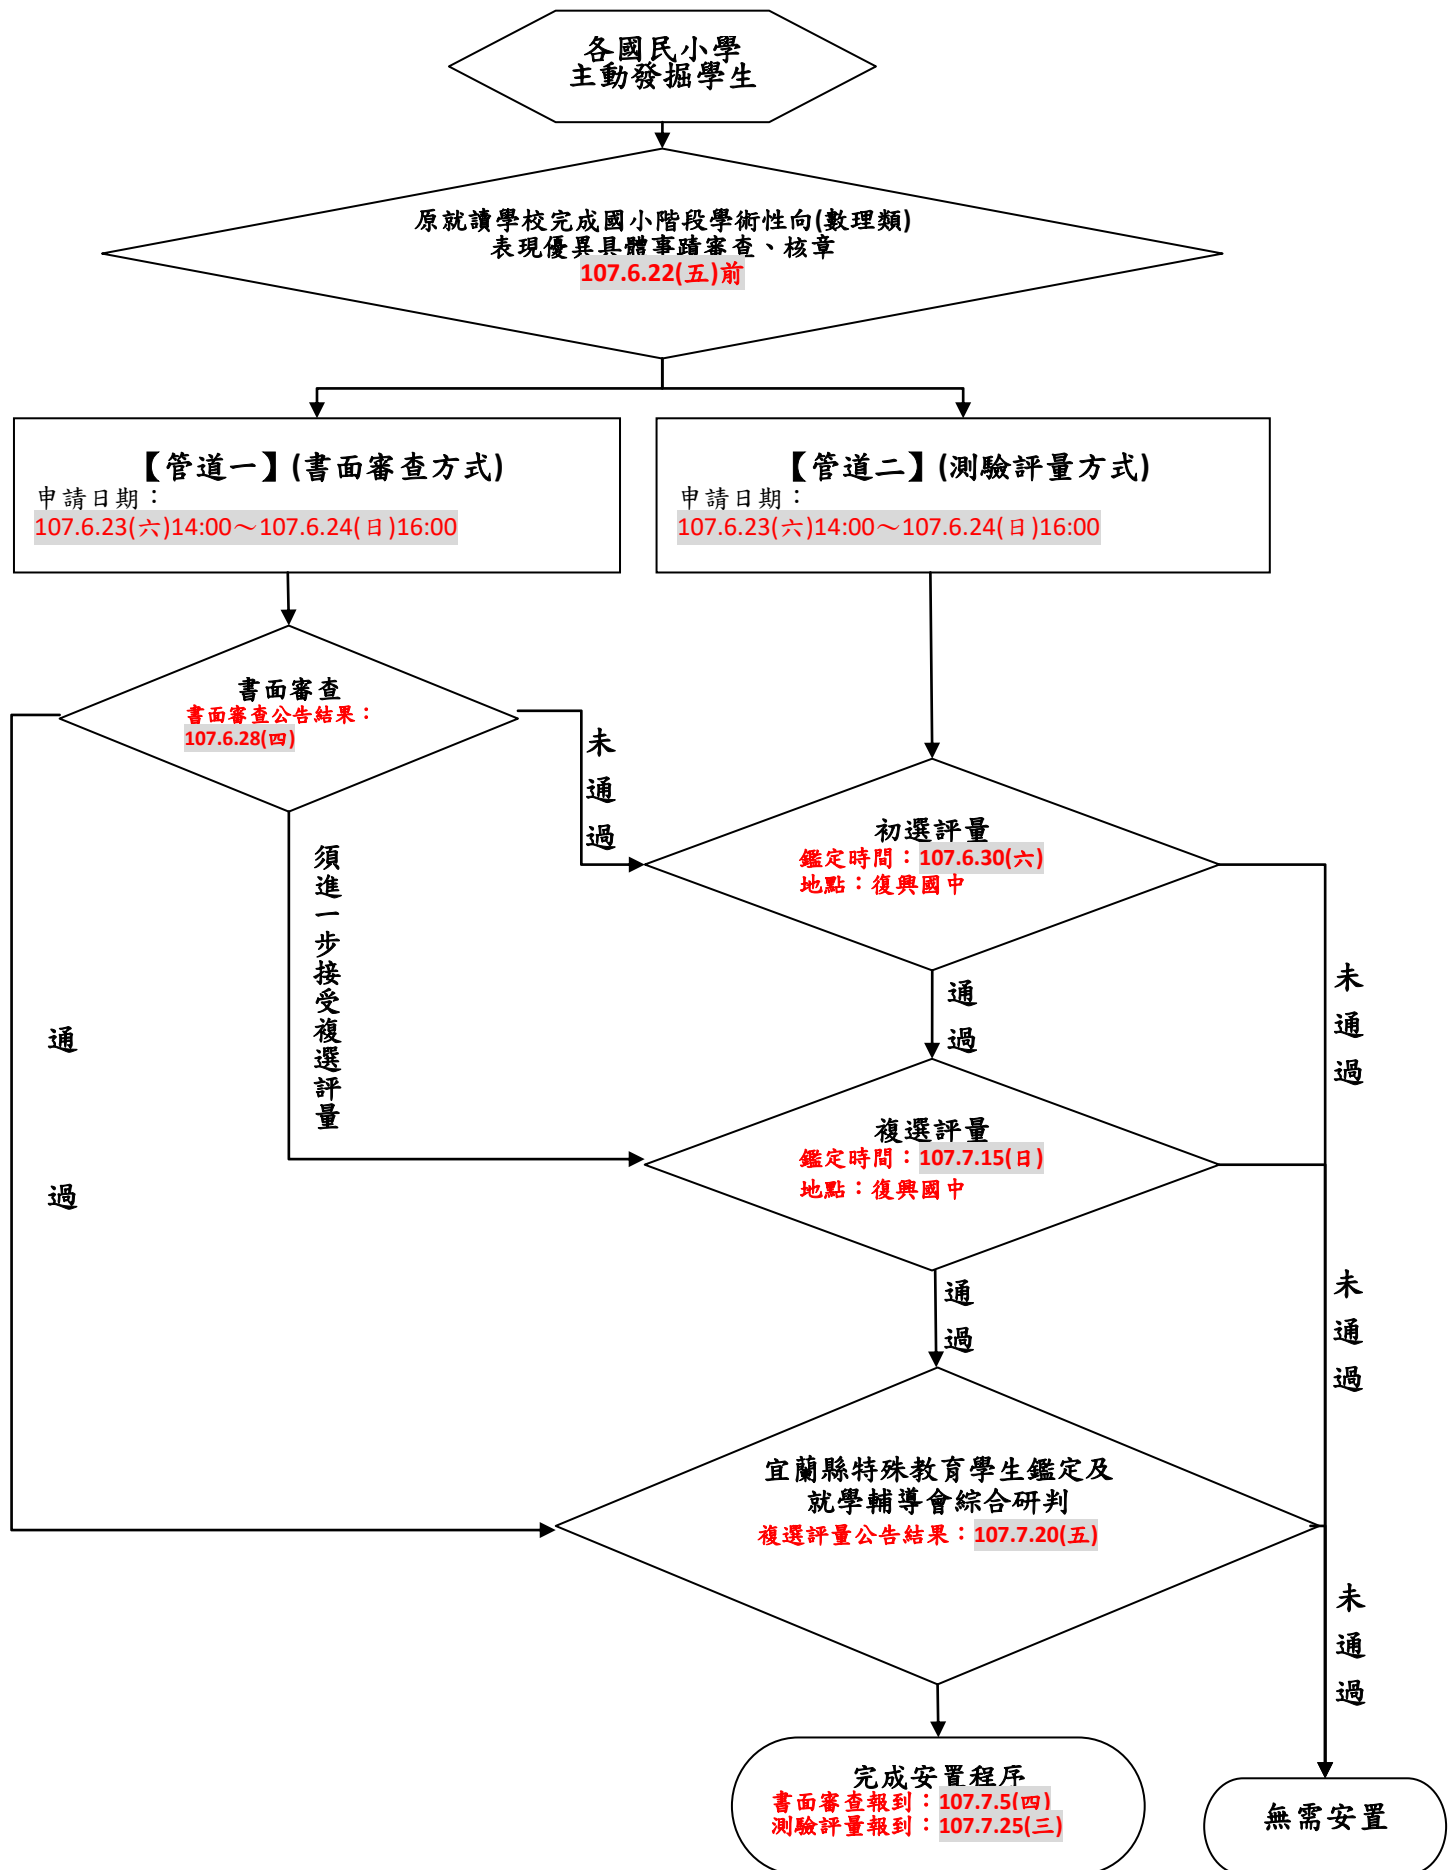 各國民小學
主動發掘學生
原就讀學校完成國小階段學術性向(數理類)
表現優異具體事蹟審查、核章
107.6.22(五)前
【管道一】(書面審查方式)
申請日期：
107.6.23(六)14:00～107.6.24(日)16:00
【管道二】(測驗評量方式)
申請日期：
107.6.23(六)14:00～107.6.24(日)16:00
書面審查
書面審查公告結果：
107.6.28(四)
未通過
初選評量
鑑定時間：107.6.30(六)
地點：復興國中
須進一步接受複選評量
通過
通過
未通過
複選評量
鑑定時間：107.7.15(日)
地點：復興國中
通過
未通過
宜蘭縣特殊教育學生鑑定及
就學輔導會綜合研判
複選評量公告結果：107.7.20(五)
未通過
完成安置程序
書面審查報到：107.7.5(四)
測驗評量報到：107.7.25(三)
無需安置